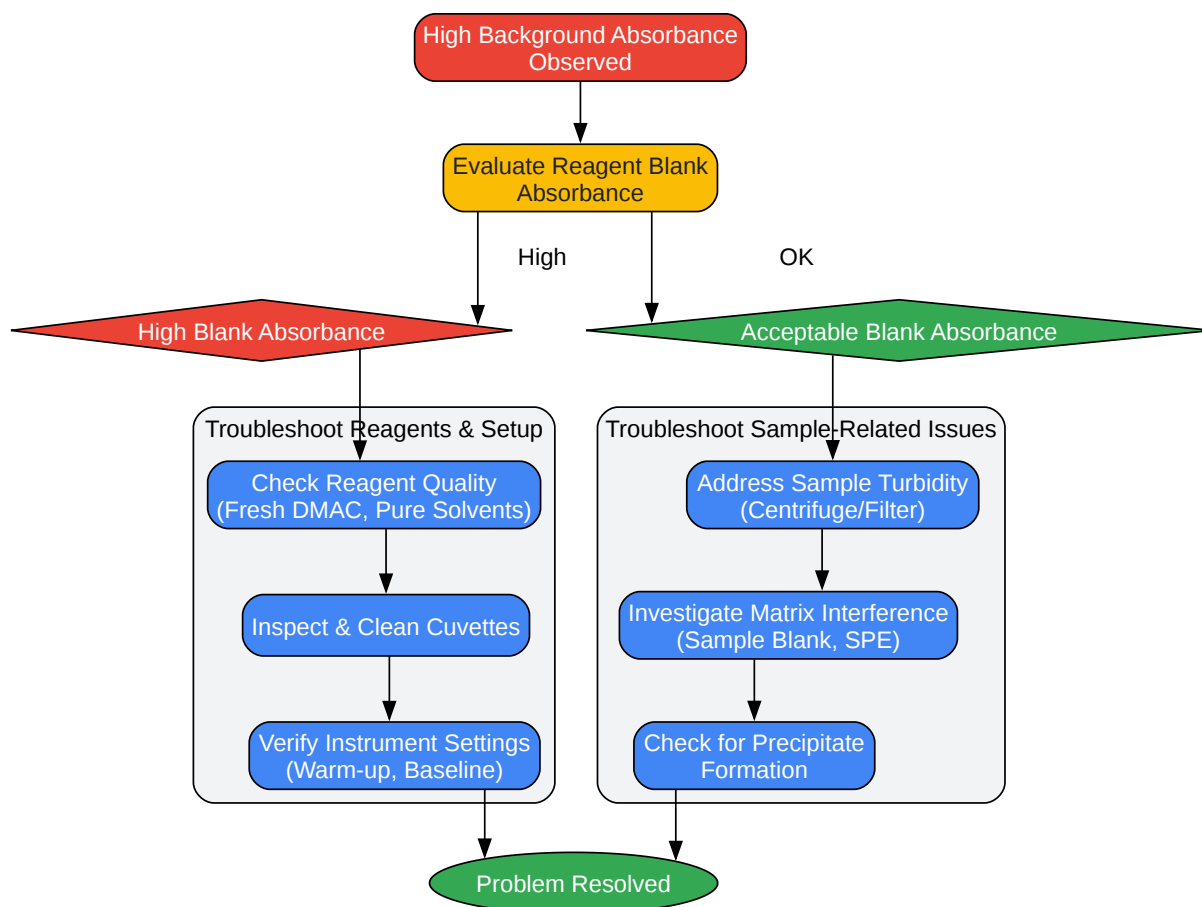 High Background Absorbance
Observed
Evaluate Reagent Blank
Absorbance
High
OK
High Blank Absorbance
Acceptable Blank Absorbance
Troubleshoot Reagents & Setup
Check Reagent Quality
(Fresh DMAC, Pure Solvents)
Inspect & Clean Cuvettes
Verify Instrument Settings
(Warm-up, Baseline)
Troubleshoot Sample-Related Issues
Address Sample Turbidity
(Centrifuge/Filter)
Investigate Matrix Interference
(Sample Blank, SPE)
Check for Precipitate
Formation
Problem Resolved